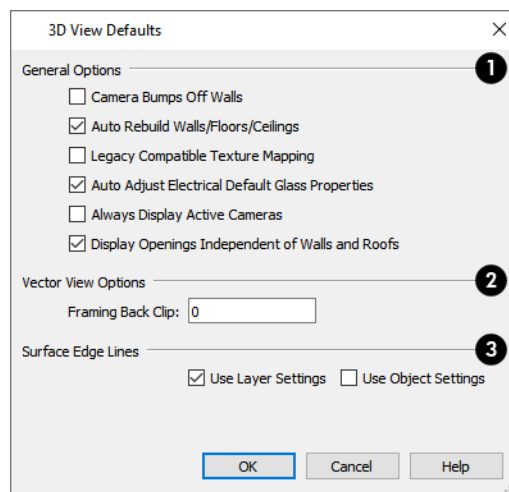 3D View Defaults
General Options 1
Camera Bumps Off Walls
Auto Rebuild Walls/Floors/Ceilings
Legacy Compatible Texture Mapping
Auto Adjust Electrical Default Glass Properties
Always Display Active Cameras
Display Openings Independent of Walls and Roofs
Vector View Options 2
Framing Back Clip: 0
Surface Edge Lines 3
Use Layer Settings Use Object Settings
OK Cancel Help